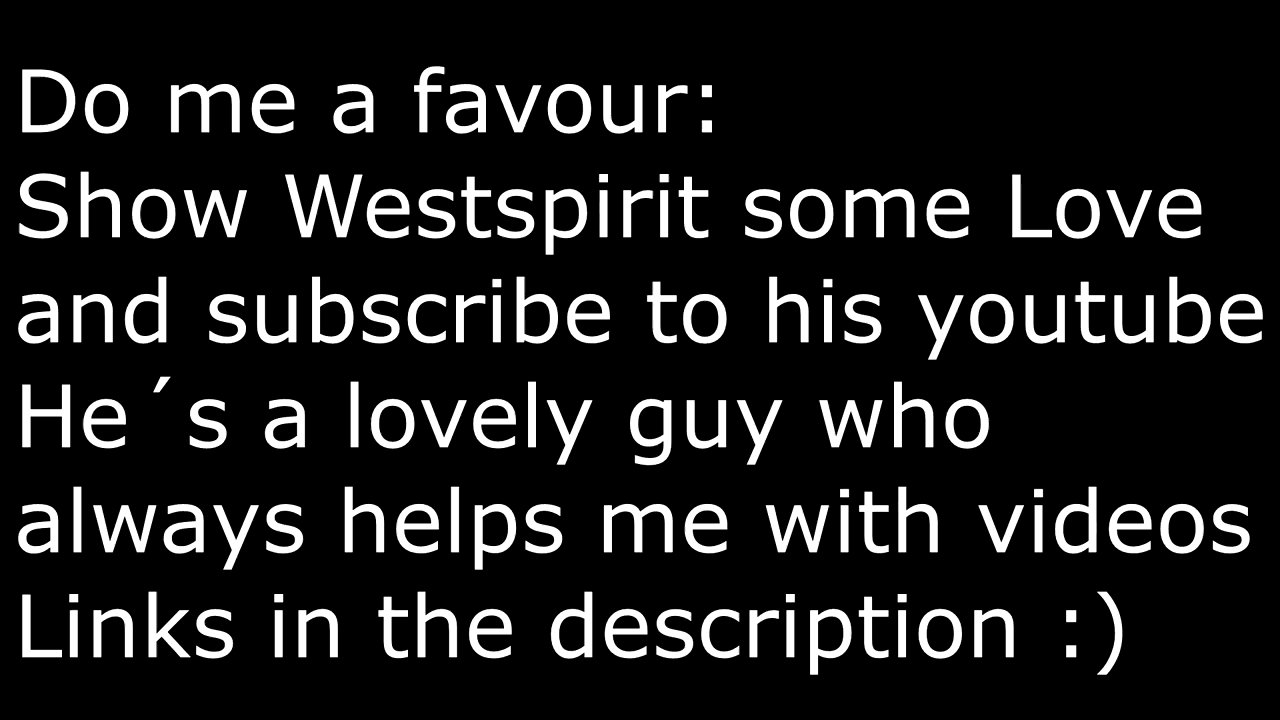 Do me a favour:
Show Westspirit some Love
and subscribe to his youtube
He´s a lovely guy who
always helps me with videos
Links in the description :)